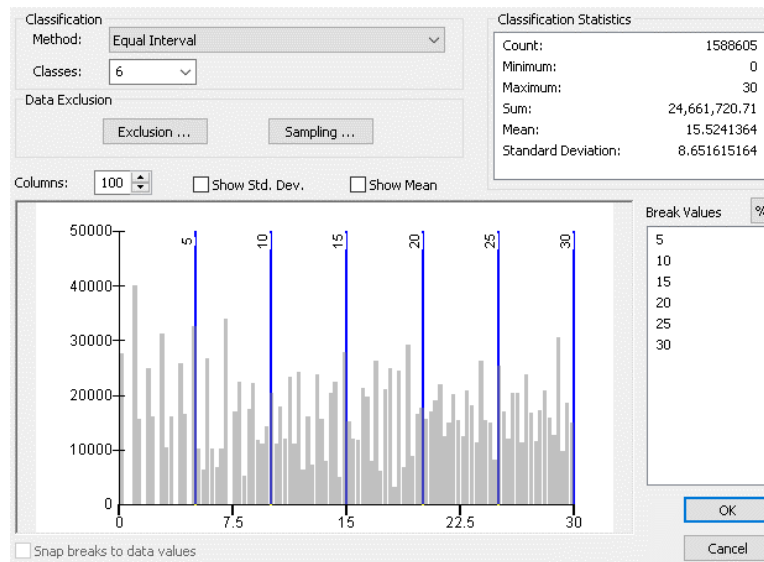 Classification
Method: Equal Interval
Classes: 6
Data Exclusion
Exclusion ...
Sampling ...
Classification Statistics
Count: 1588605
Minimum: 0
Maximum: 30
Sum: 24,661,720.71
Mean: 15.5241364
Standard Deviation: 8.651615164
Columns: 100
Show Std. Dev.
Show Mean
Break Values %
5
10
15
20
25
30
50000
40000
30000
20000
10000
0
5
10
15
20
25
30
0 7.5 15 22.5 30
Snap breaks to data values
OK
Cancel